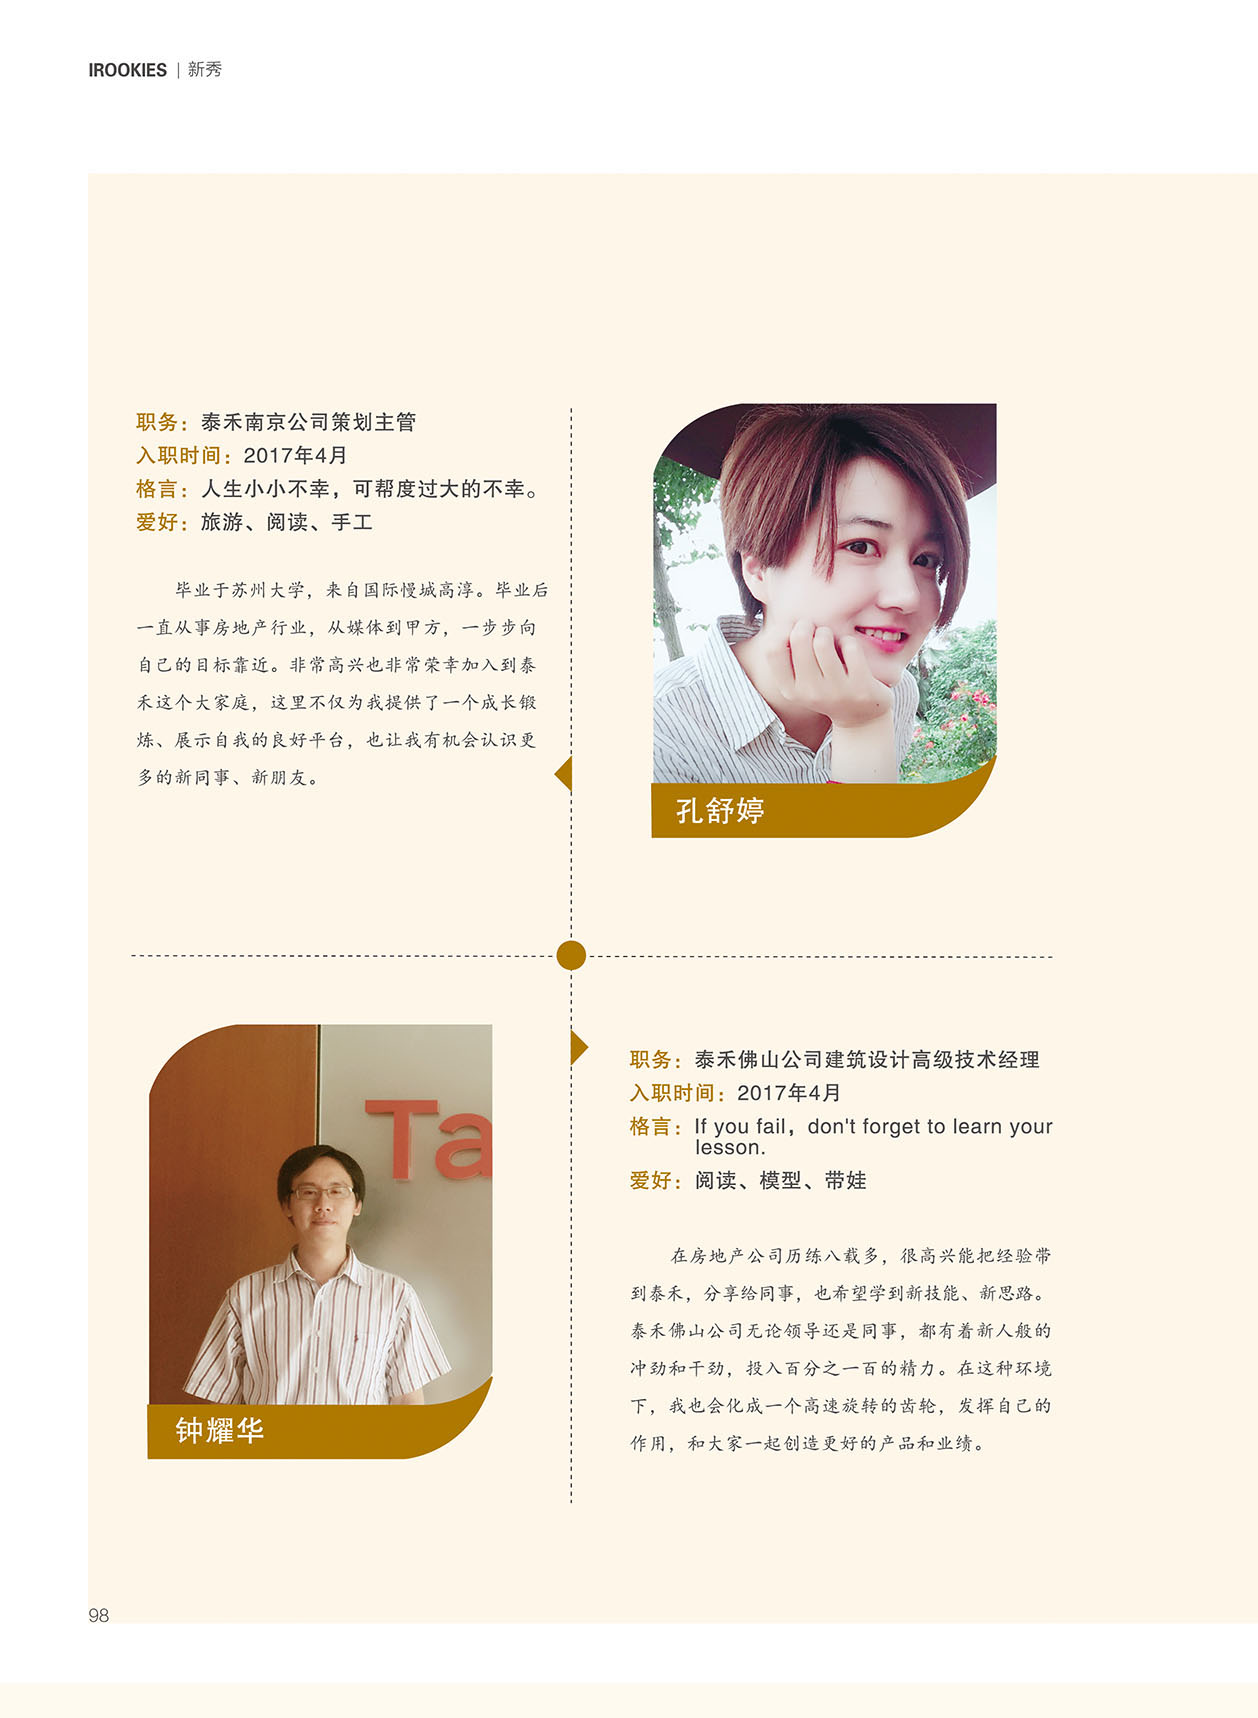 IROOKIES | 新秀
职务：泰禾南京公司策划主管
入职时间：2017年4月
格言：人生小小不幸，可帮度过大的不幸。
爱好：旅游、阅读、手工
毕业于苏州大学，来自国际慢城高淳。毕业后
一直从事房地产行业，从媒体到甲方，一步步向
自己的目标靠近。非常高兴也非常荣幸加入到泰
禾这个大家庭，这里不仅为我提供了一个成长锻
炼、展示自我的良好平台，也让我有机会认识更
多的新同事、新朋友。
孔舒婷
Ta
钟耀华
职务：泰禾佛山公司建筑设计高级技术经理
入职时间：2017年4月
格言：If you fail，don't forget to learn your
lesson.
爱好：阅读、模型、带娃
在房地产公司历练八载多，很高兴能把经验带
到泰禾，分享给同事，也希望学到新技能、新思路。
泰禾佛山公司无论领导还是同事，都有着新人般的
冲劲和干劲，投入百分之一百的精力。在这种环境
下，我也会化成一个高速旋转的齿轮，发挥自己的
作用，和大家一起创造更好的产品和业绩。
98